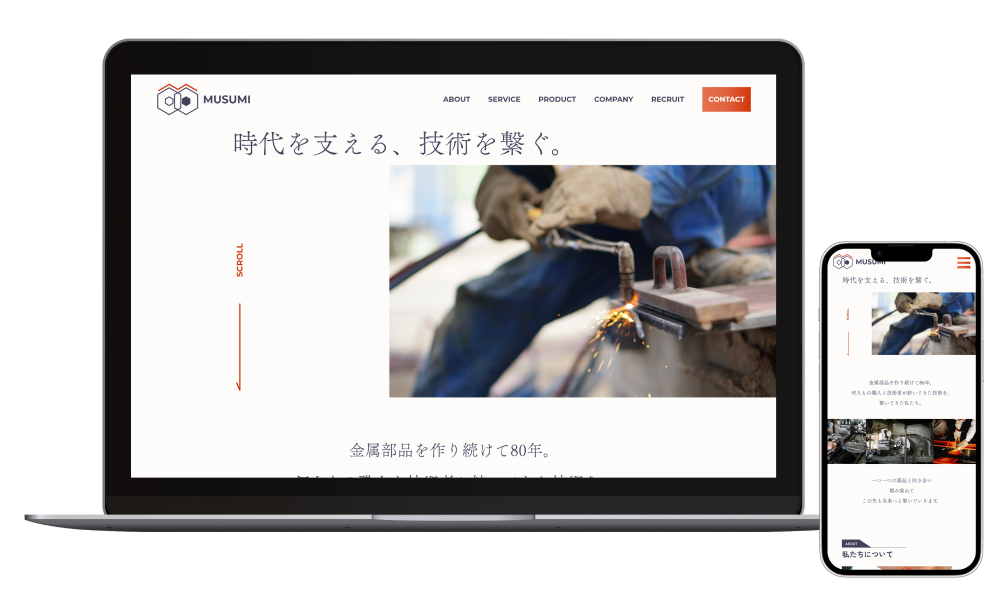 MUSUMI
ABOUT SERVICE PRODUCT COMPANY RECRUIT CONTACT
時代を支える、技術を繋ぐ。
SCROLL
金属部品を作り続けて80年。
MUSUMI
時代を支える、技術を繋ぐ。
SCROLL
金属部品を作り続けて80年。
何人もの職人と技術者が紡いできた技術を、
繋いできた私たち。
一つ一つの部品と向き合い
積み重ねて
この先も未来へと繋いでいきます。
ABOUT
私たちについて